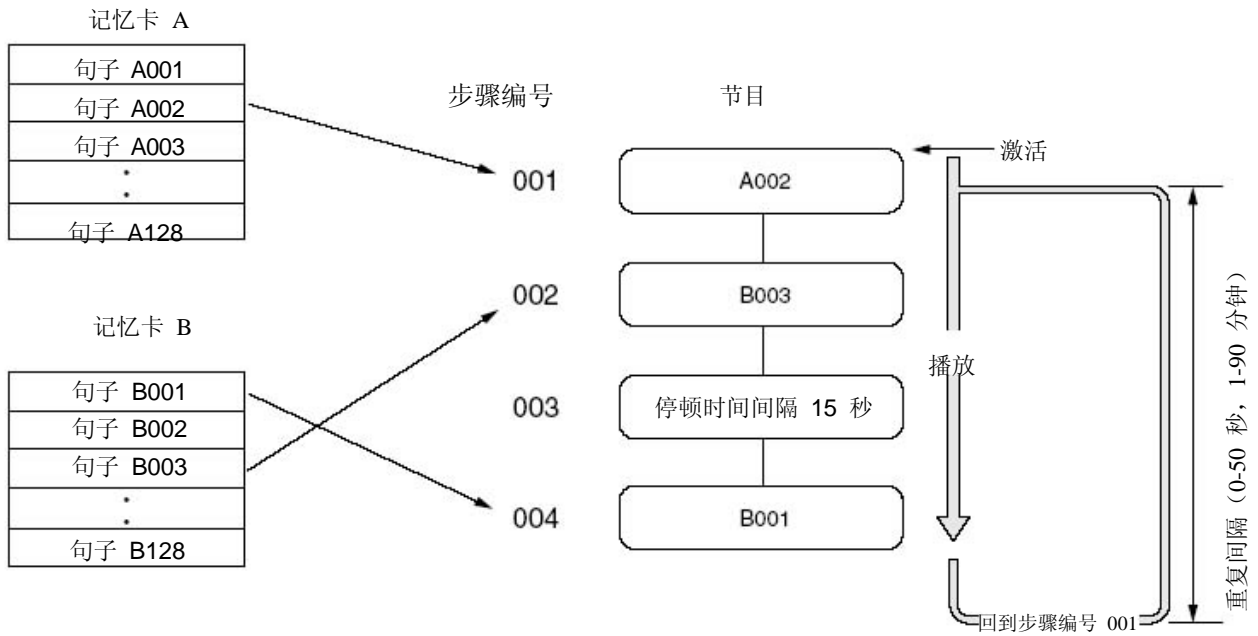 记忆卡 A
句子 A001
句子 A002
句子 A003
句子 A128
记忆卡 B
句子 B001
句子 B002
句子 B003
句子 B128
步骤编号
001
002
003
004
节目
A002
B003
停顿时间间隔 15 秒
B001
激活
播放
回到步骤编号 001
重复间隔（0-50 秒，1-90 分钟）